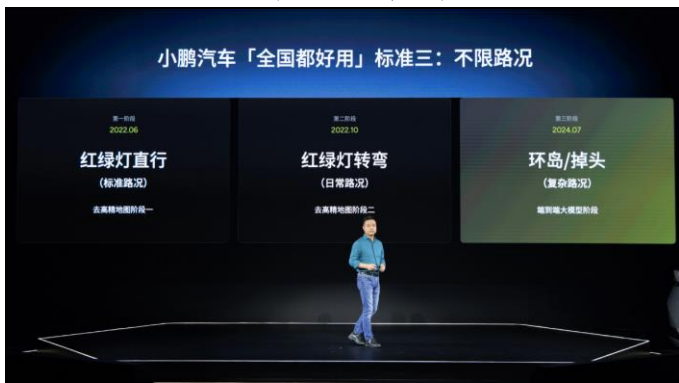 小鹏汽车「全国都好用」标准三：不限路况
第一阶段
2022.06
红绿灯直行
(标准路况)
去高精地图阶段一
第二阶段
2022.10
红绿灯转弯
(日常路况)
去高精地图阶段二
第三阶段
2024.07
环岛/掉头
(复杂路况)
端到端大模型阶段